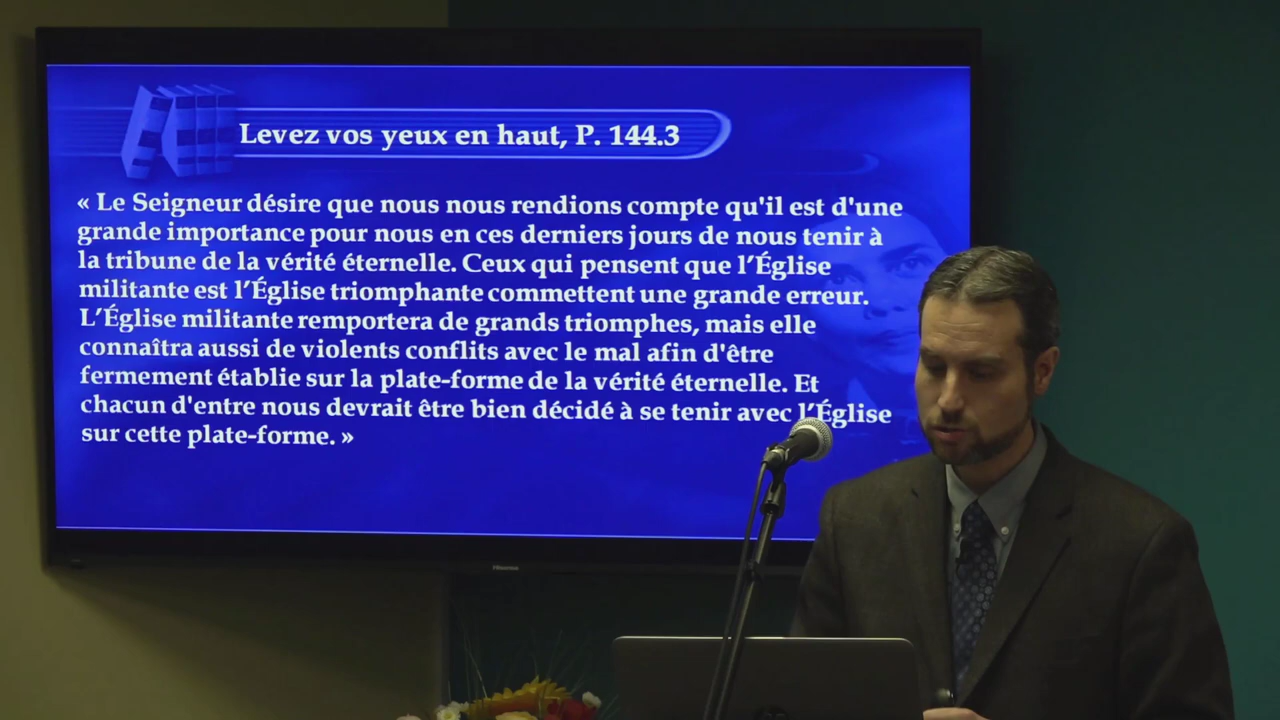 Levez vos yeux en haut, P. 144.3
« Le Seigneur désire que nous nous rendions compte qu'il est d'une
grande importance pour nous en ces derniers jours de nous tenir à
la tribune de la vérité éternelle. Ceux qui pensent que l’Église
militante est l’Église triomphante commettent une grande erreur.
L’Église militante remportera de grands triomphes, mais elle
connaîtra aussi de violents conflits avec le mal afin d'être
fermement établie sur la plate-forme de la vérité éternelle. Et
chacun d'entre nous devrait être bien décidé à se tenir avec l’Église
sur cette plate-forme. »
Hisense